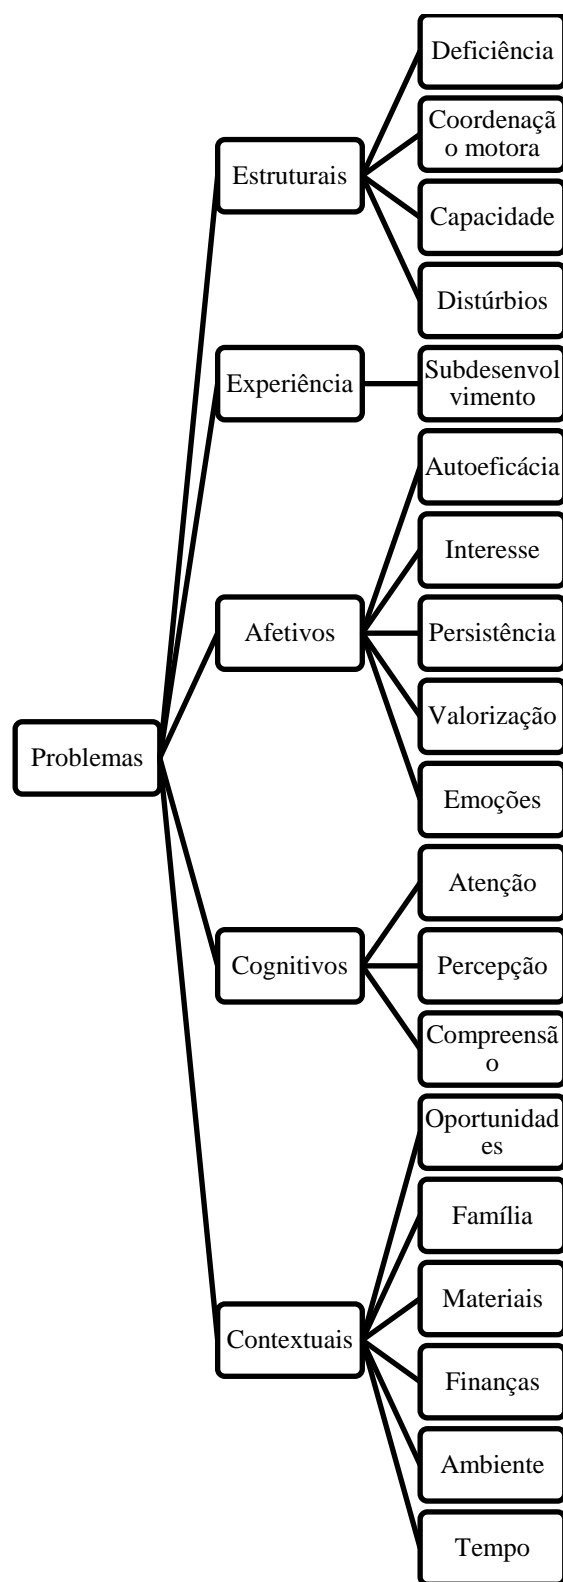 Deficiência
Coordenaçã
o motora
Estruturais
Capacidade
Distúrbios
Experiência
Subdesenvol
vimento
Autoeficácia
Interesse
Afetivos
Persistência
Valorização
Problemas
Emoções
Atenção
Cognitivos
Percepção
Compreensã
o
Oportunidad
es
Família
Materiais
Contextuais
Finanças
Ambiente
Tempo